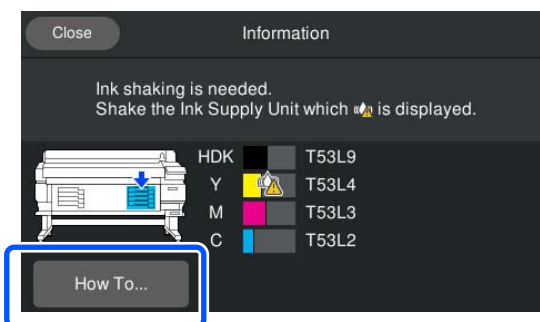 Close
Information
Ink shaking is needed.
Shake the Ink Supply Unit which is displayed.
HDK T53L9
Y T53L4
M T53L3
C T53L2
How To...